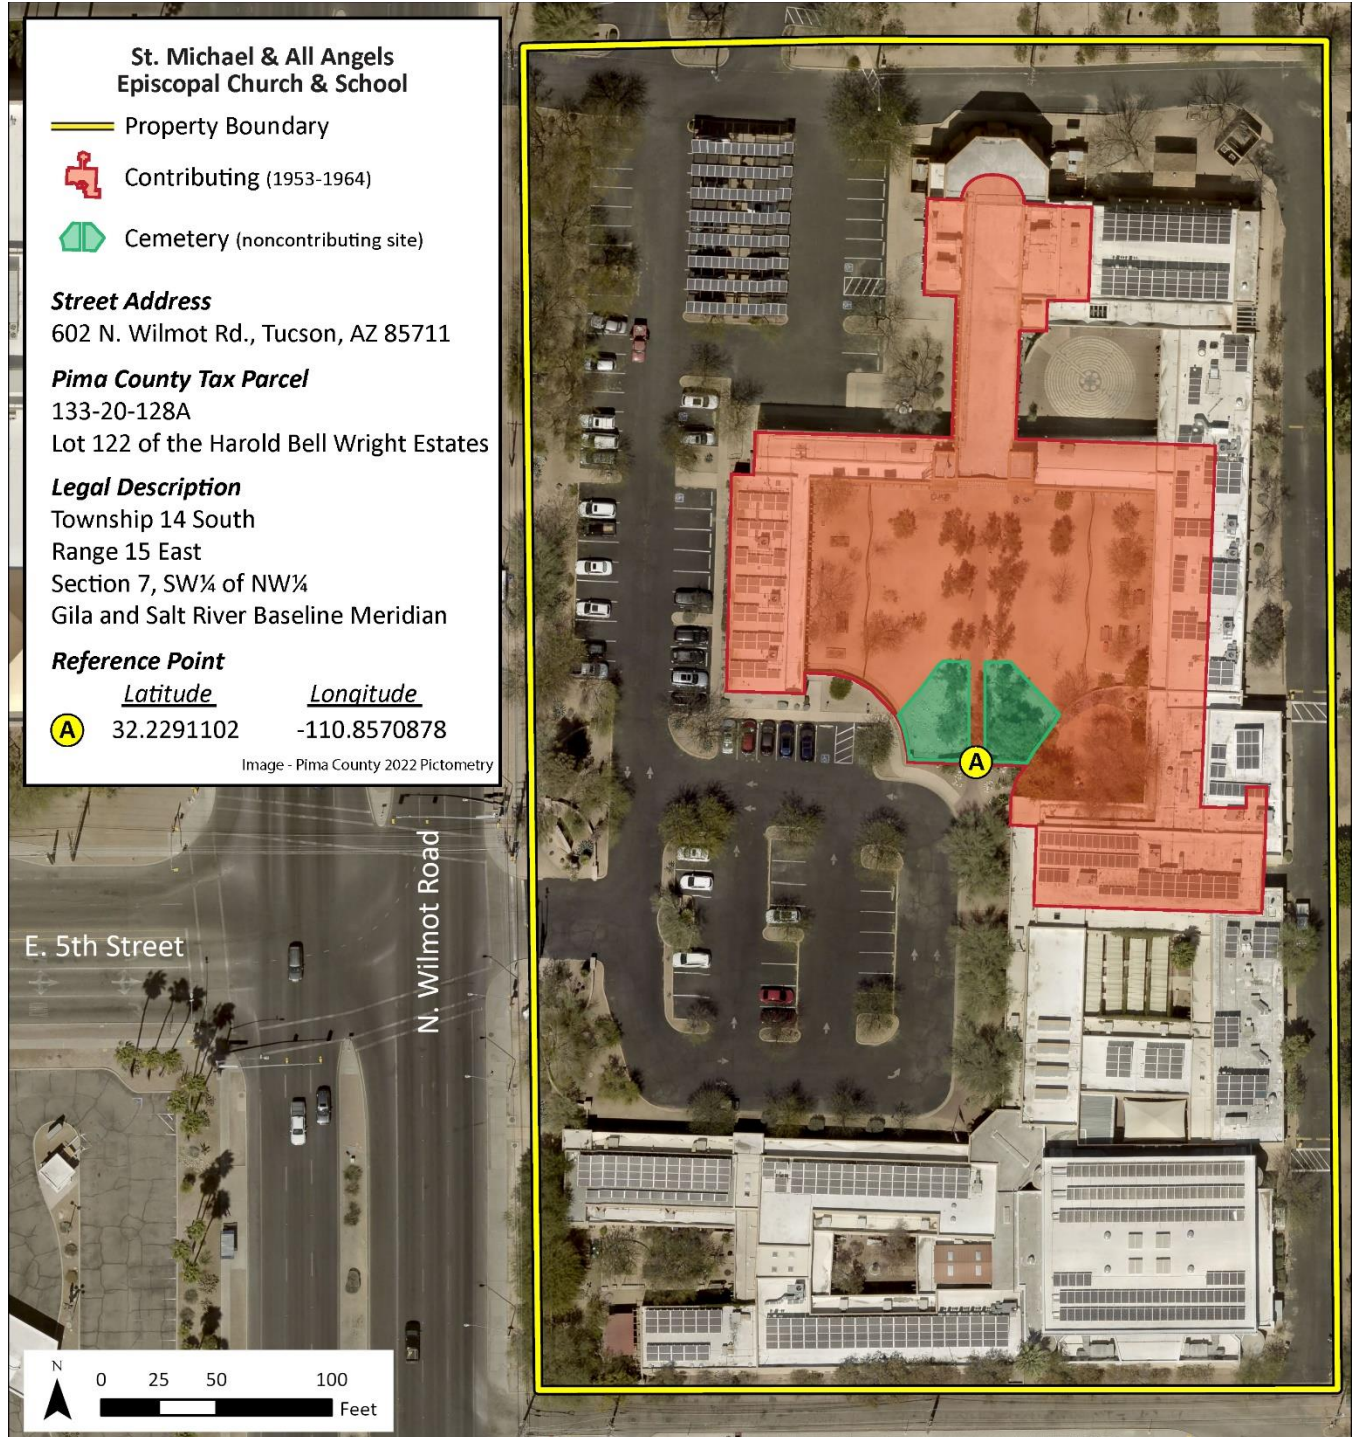 St. Michael & All Angels
Episcopal Church & School
Property Boundary
Contributing (1953-1964)
Cemetery (noncontributing site)
Street Address
602 N. Wilmot Rd., Tucson, AZ 85711
Pima County Tax Parcel
133-20-128A
Lot 122 of the Harold Bell Wright Estates
Legal Description
Township 14 South
Range 15 East
Section 7, SW¼ of NW¼
Gila and Salt River Baseline Meridian
Reference Point
Latitude Longitude
A 32.2291102 -110.8570878
Image - Pima County 2022 Pictometry
A
N. Wilmot Road
E. 5th Street
N
0 25 50 100
Feet